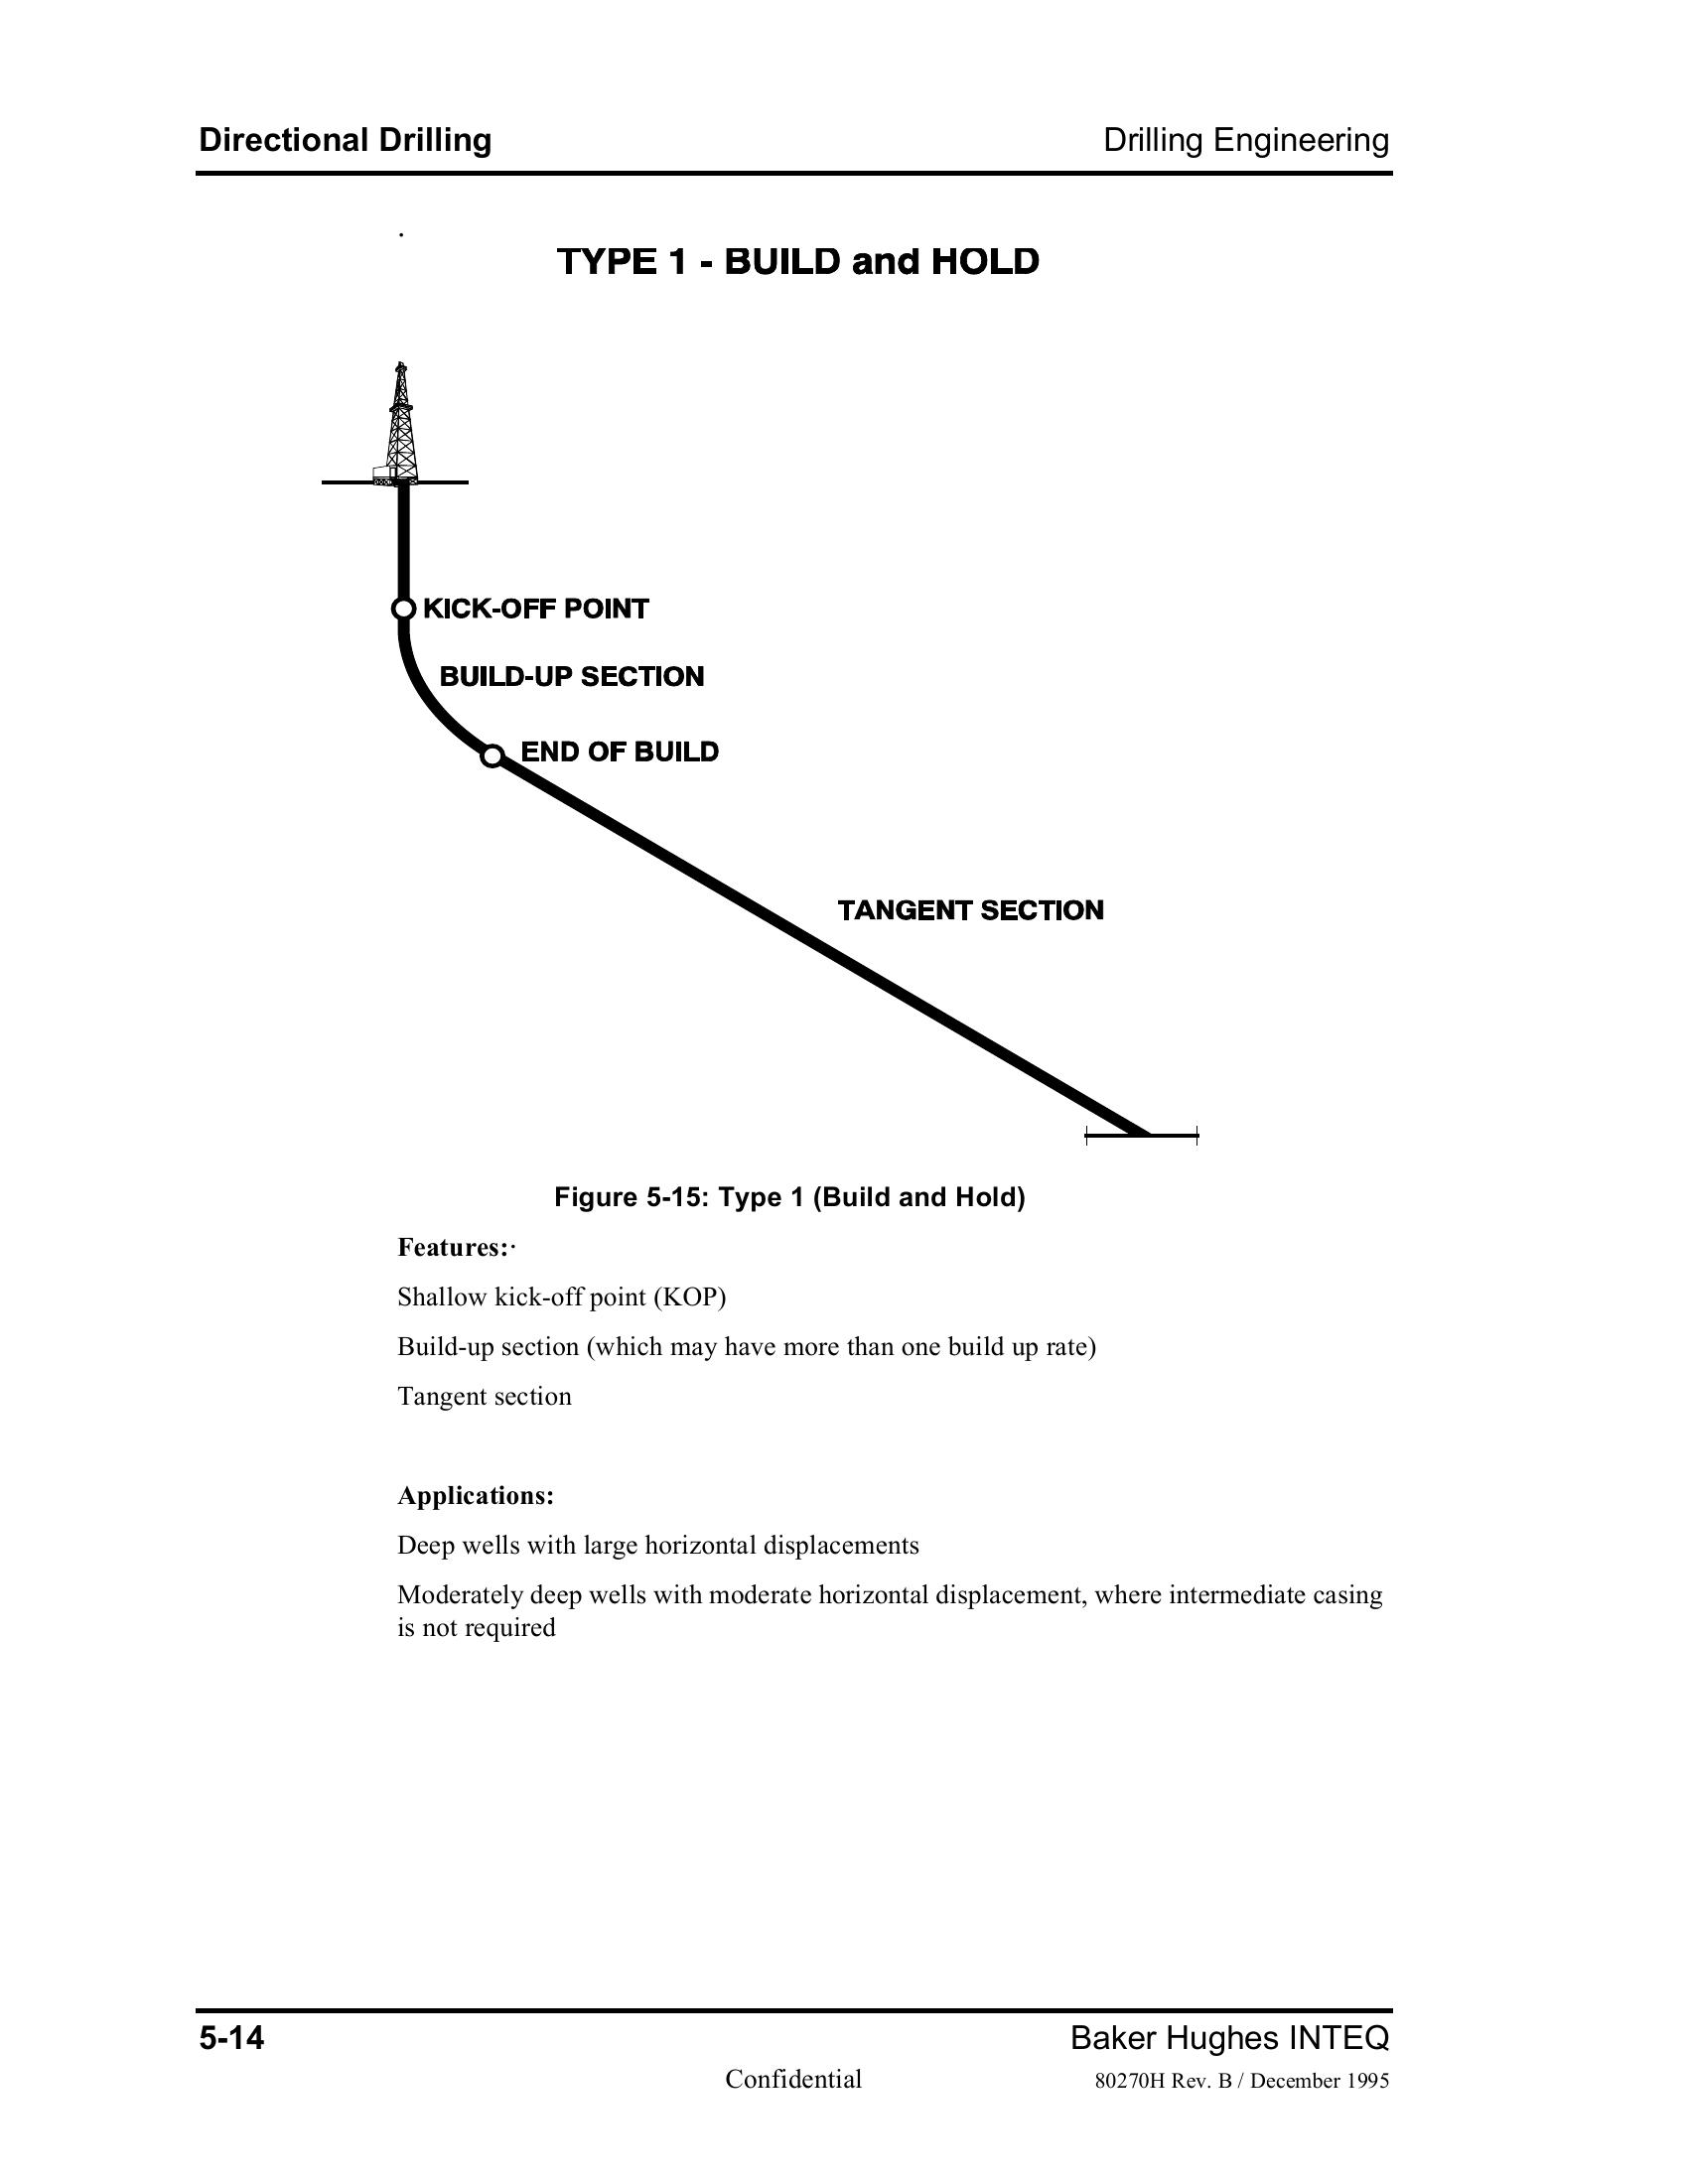 Directional Drilling
Drilling Engineering
.
TYPE 1 - BUILD and HOLD
KICK-OFF POINT
BUILD-UP SECTION
END OF BUILD
TANGENT SECTION
Figure 5-15: Type 1 (Build and Hold)
Features:·
Shallow kick-off point (KOP)
Build-up section (which may have more than one build up rate)
Tangent section
Applications:
Deep wells with large horizontal displacements
Moderately deep wells with moderate horizontal displacement, where intermediate casing
is not required
5-14
Baker Hughes INTEQ
Confidential
80270H Rev. B / December 1995